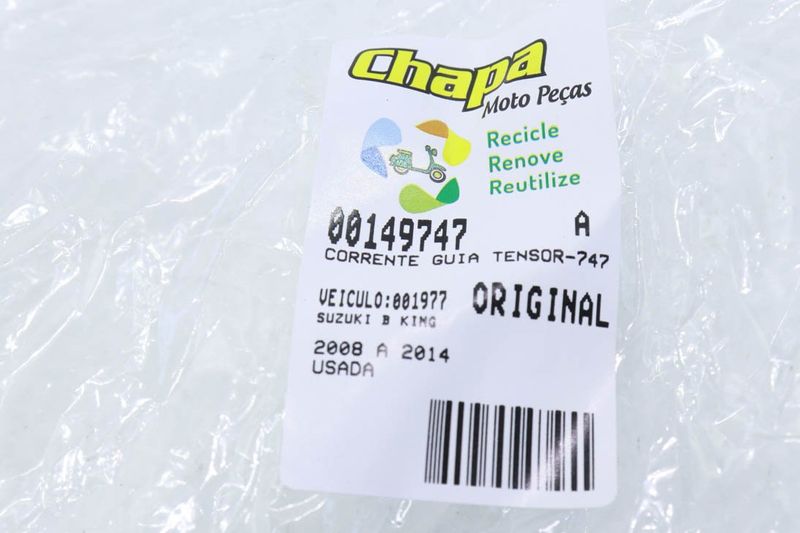 Chapa
Moto Peças
Recicle
Renove
Reutilize
00149747 A
CORRENTE GUIA TENSOR-747
VEICULO:001977 ORIGINAL
SUZUKI B KING
2008 A 2014
USADA